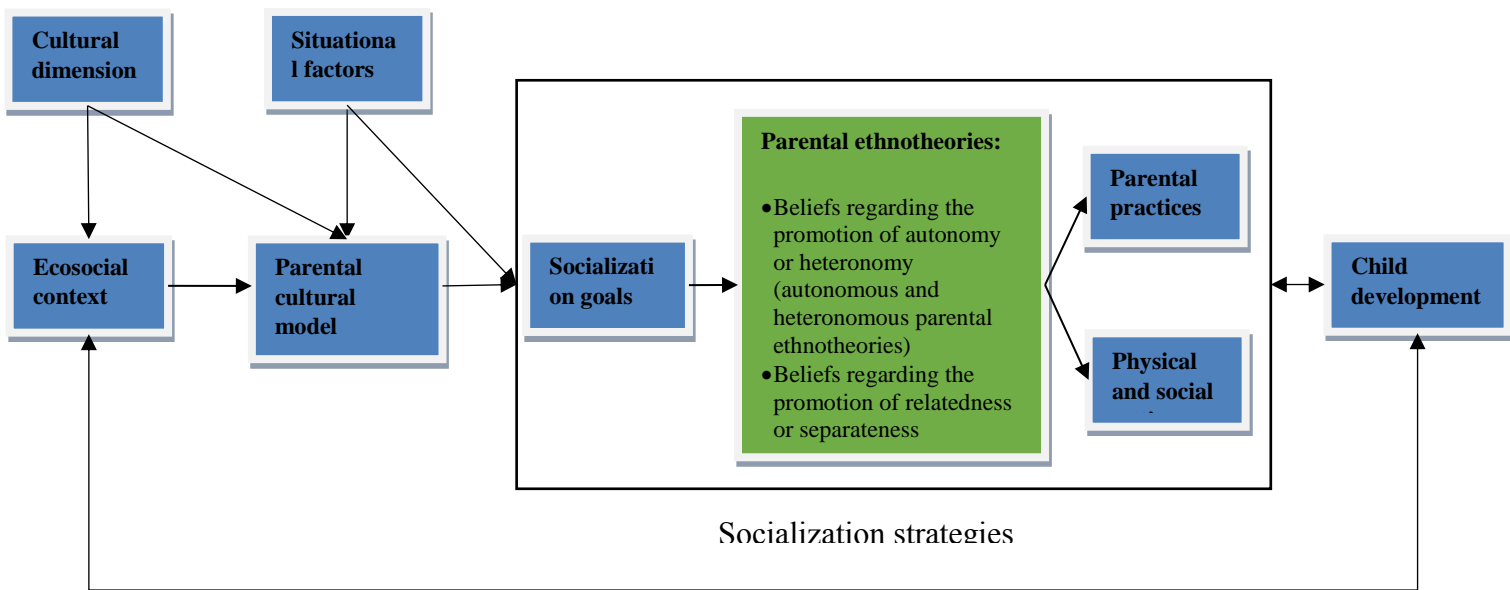 Cultural
dimension
Situationa
l factors
Ecosocial
context
Parental
cultural
model
Socializati
on goals
Parental ethnotheories:
•Beliefs regarding the
promotion of autonomy
or heteronomy
(autonomous and
heteronomous parental
ethnotheories)
•Beliefs regarding the
promotion of relatedness
or separateness
Parental
practices
Physical
and social
Child
development
Socialization strategies